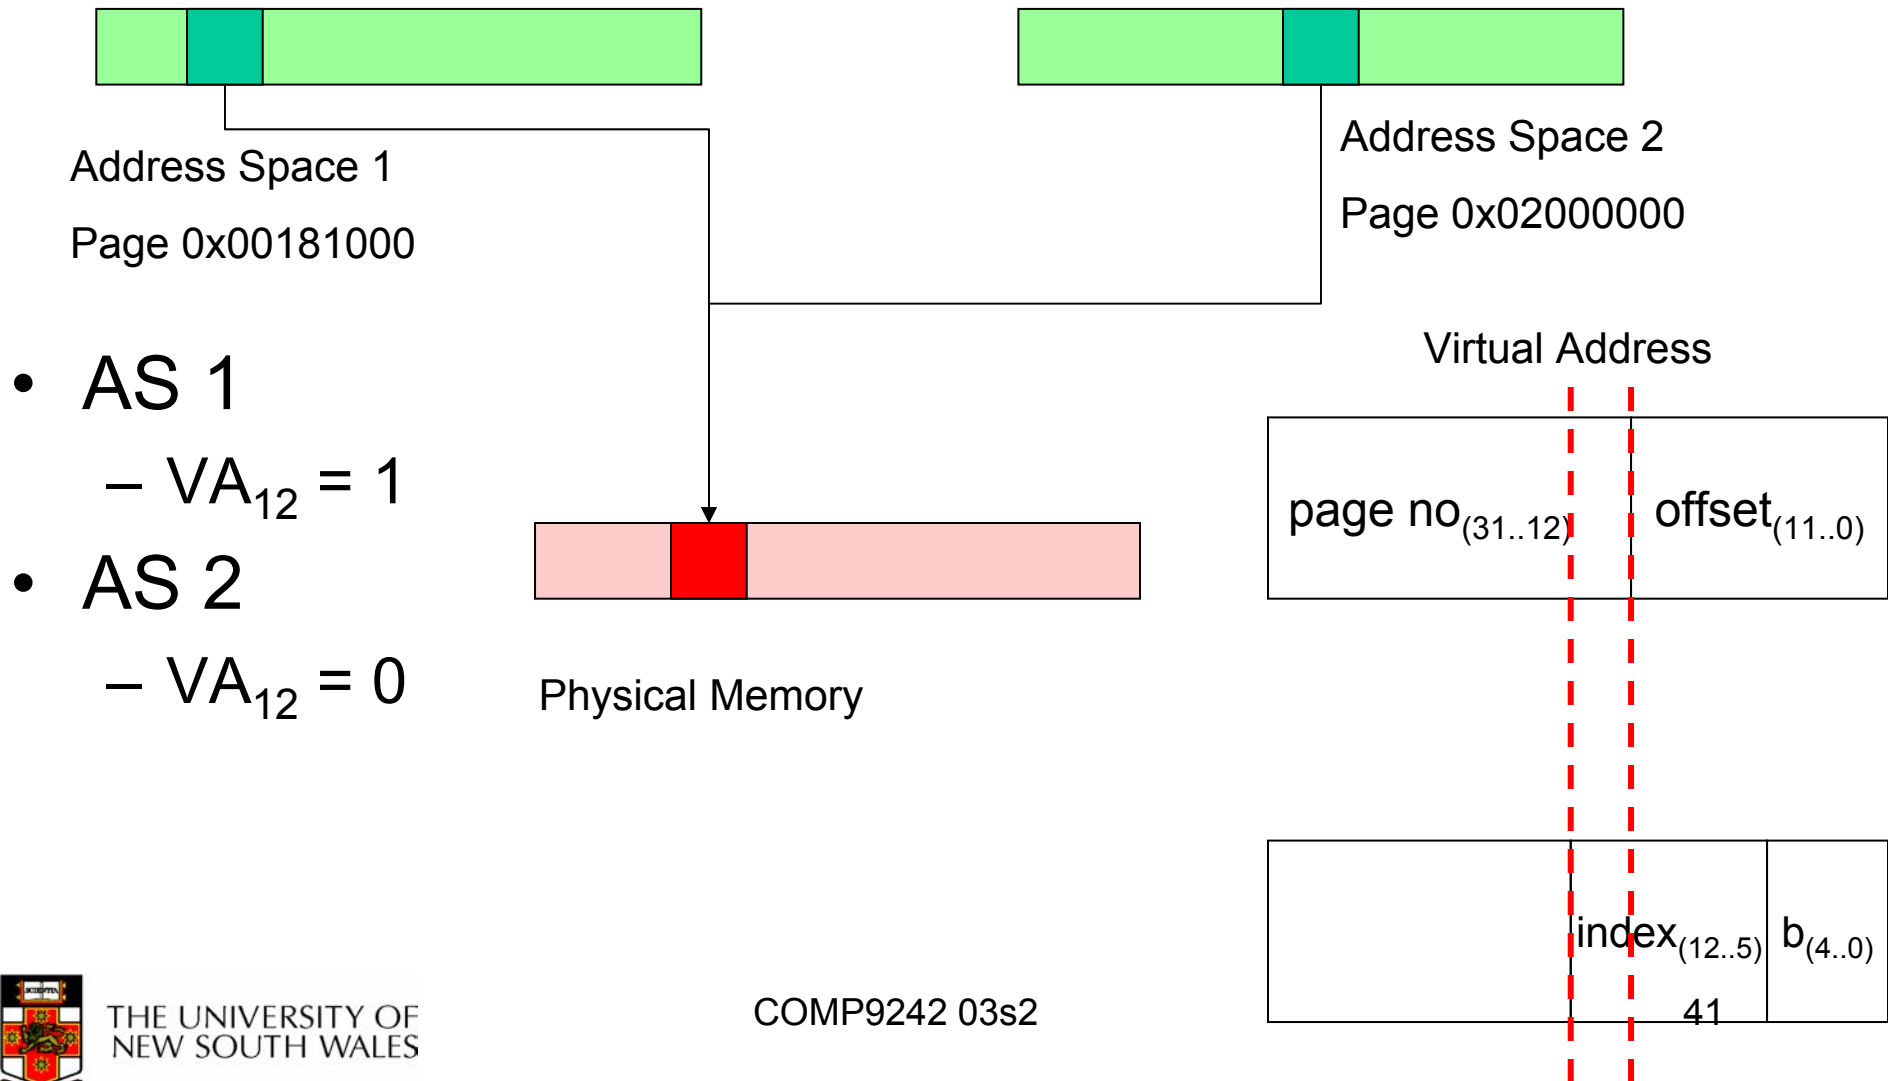 Address Space 1
Page 0x00181000
Address Space 2
Page 0x02000000
• AS 1
– VA12 = 1
• AS 2
– VA12 = 0
Physical Memory
Virtual Address
page no(31..12)
offset(11..0)
index(12..5)
b(4..0)
THE UNIVERSITY OF
NEW SOUTH WALES
COMP9242 03s2
41